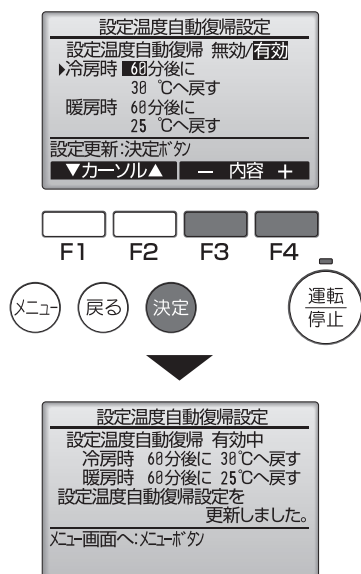 設定温度自動復帰設定
設定温度自動復帰 無効/有効
▶冷房時 60分後に
30 ℃へ戻す
暖房時 60分後に
25 ℃へ戻す
設定更新:決定ﾎﾞﾀﾝ
▼カーソル▲ － 内容 ＋
F1 F2 F3 F4
メニュー 戻る 決定 運転
停止
設定温度自動復帰設定
設定温度自動復帰 有効中
冷房時 60分後に 30℃へ戻す
暖房時 60分後に 25℃へ戻す
設定温度自動復帰設定を
更新しました。
ﾒﾆｭｰ画面へ:ﾒﾆｭｰﾎﾞﾀﾝ